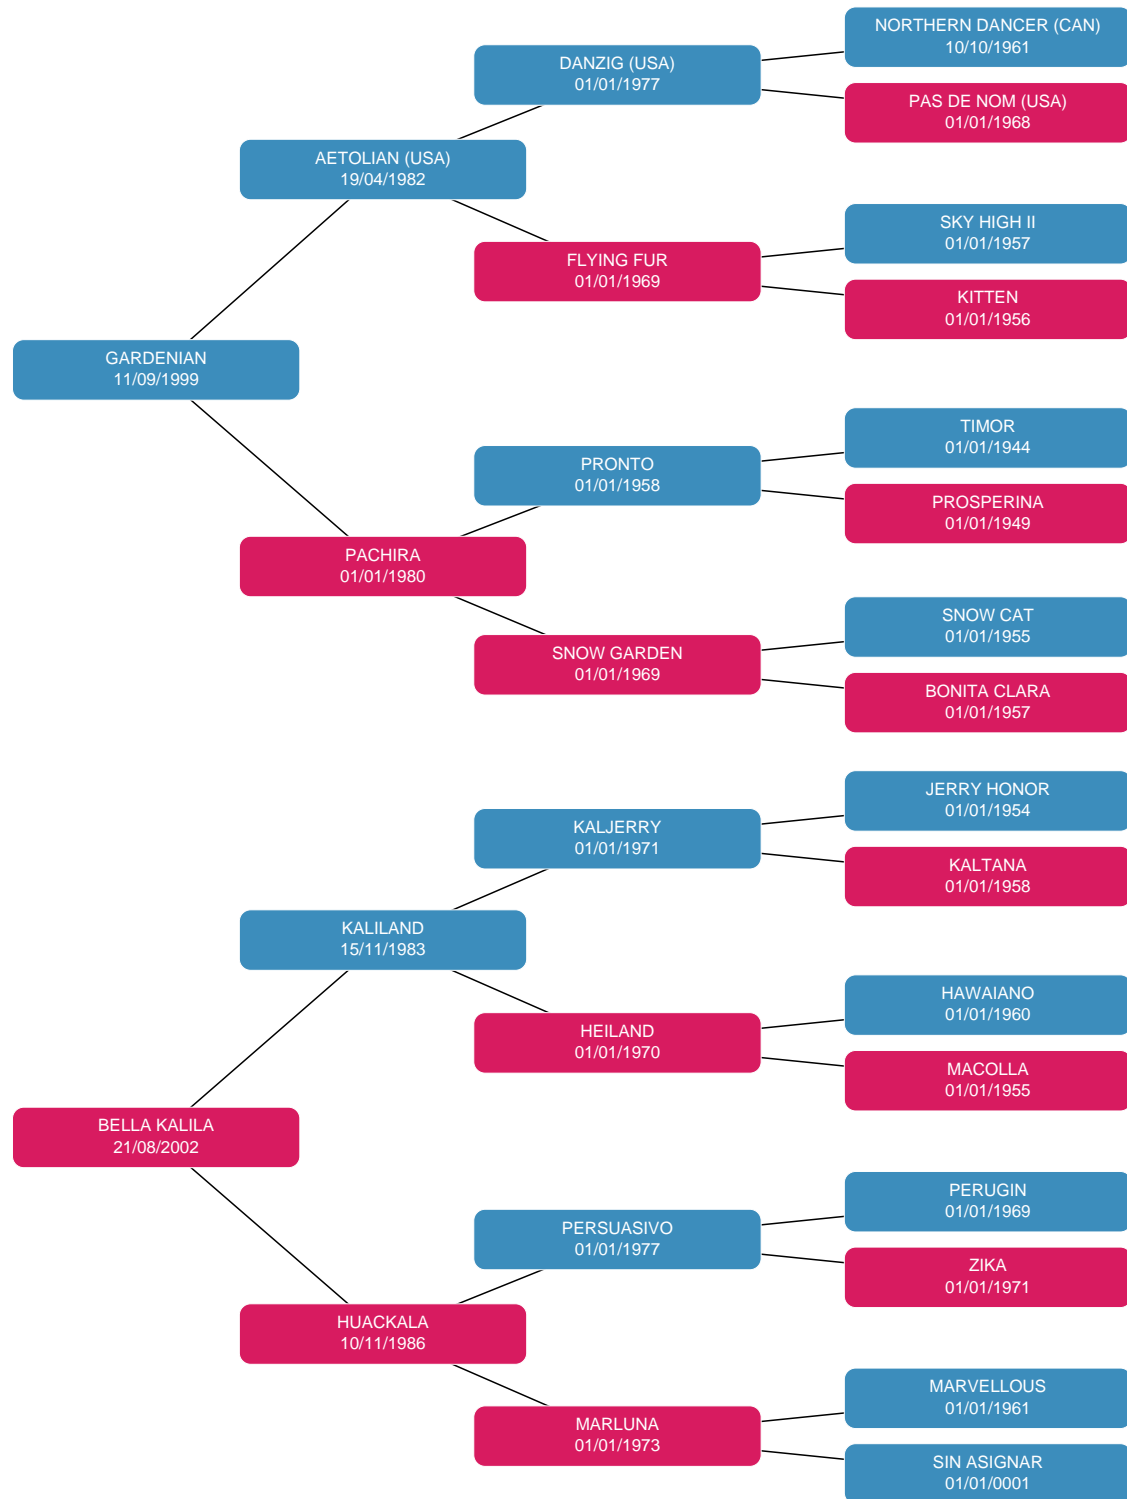 NORTHERN DANCER (CAN)
10/10/1961
DANZIG (USA)
01/01/1977
PAS DE NOM (USA)
01/01/1968
AETOLIAN (USA)
19/04/1982
SKY HIGH II
01/01/1957
FLYING FUR
01/01/1969
KITTEN
01/01/1956
GARDENIAN
11/09/1999
TIMOR
01/01/1944
PRONTO
01/01/1958
PROSPERINA
01/01/1949
PACHIRA
01/01/1980
SNOW CAT
01/01/1955
SNOW GARDEN
01/01/1969
BONITA CLARA
01/01/1957
JERRY HONOR
01/01/1954
KALJERRY
01/01/1971
KALTANA
01/01/1958
KALILAND
15/11/1983
HAWAIANO
01/01/1960
HEILAND
01/01/1970
MACOLLA
01/01/1955
BELLA KALILA
21/08/2002
PERUGIN
01/01/1969
PERSUASIVO
01/01/1977
ZIKA
01/01/1971
HUACKALA
10/11/1986
MARVELLOUS
01/01/1961
MARLUNA
01/01/1973
SIN ASIGNAR
01/01/0001